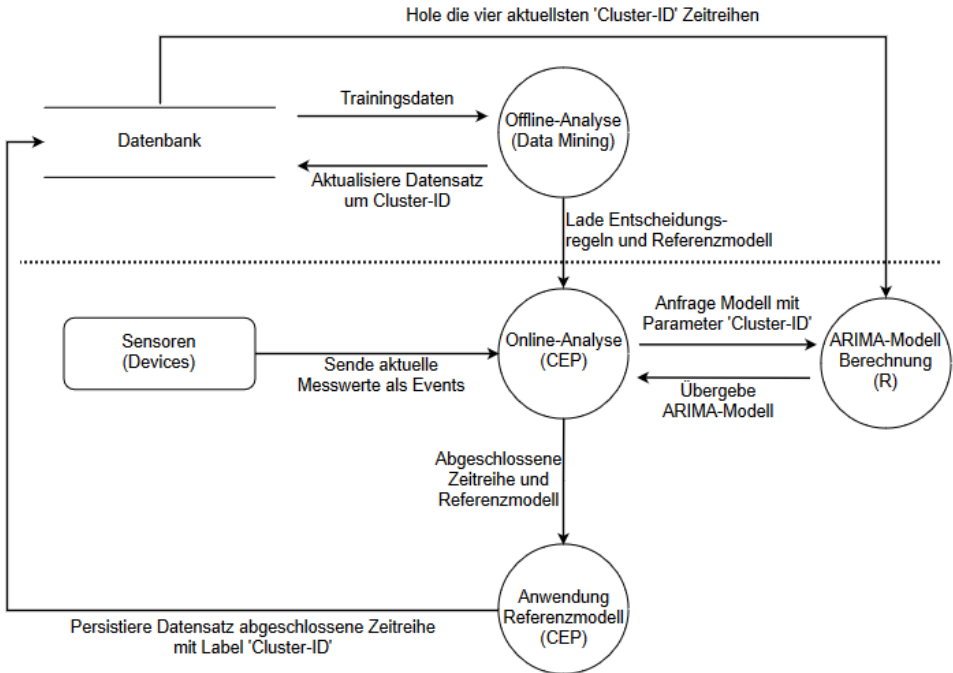 Hole die vier aktuellsten 'Cluster-ID' Zeitreihen
Trainingsdaten
Datenbank
Offline-Analyse
(Data Mining)
Aktualisiere Datensatz
um Cluster-ID
Lade Entscheidungs-
regeln und Referenzmodell
Sensoren
(Devices)
Sende aktuelle
Messwerte als Events
Online-Analyse
(CEP)
Anfrage Modell mit
Parameter 'Cluster-ID'
ARIMA-Modell
Berechnung
(R)
Übergebe
ARIMA-Modell
Abgeschlossene
Zeitreihe und
Referenzmodell
Anwendung
Referenzmodell
(CEP)
Persistiere Datensatz abgeschlossene Zeitreihe
mit Label 'Cluster-ID'